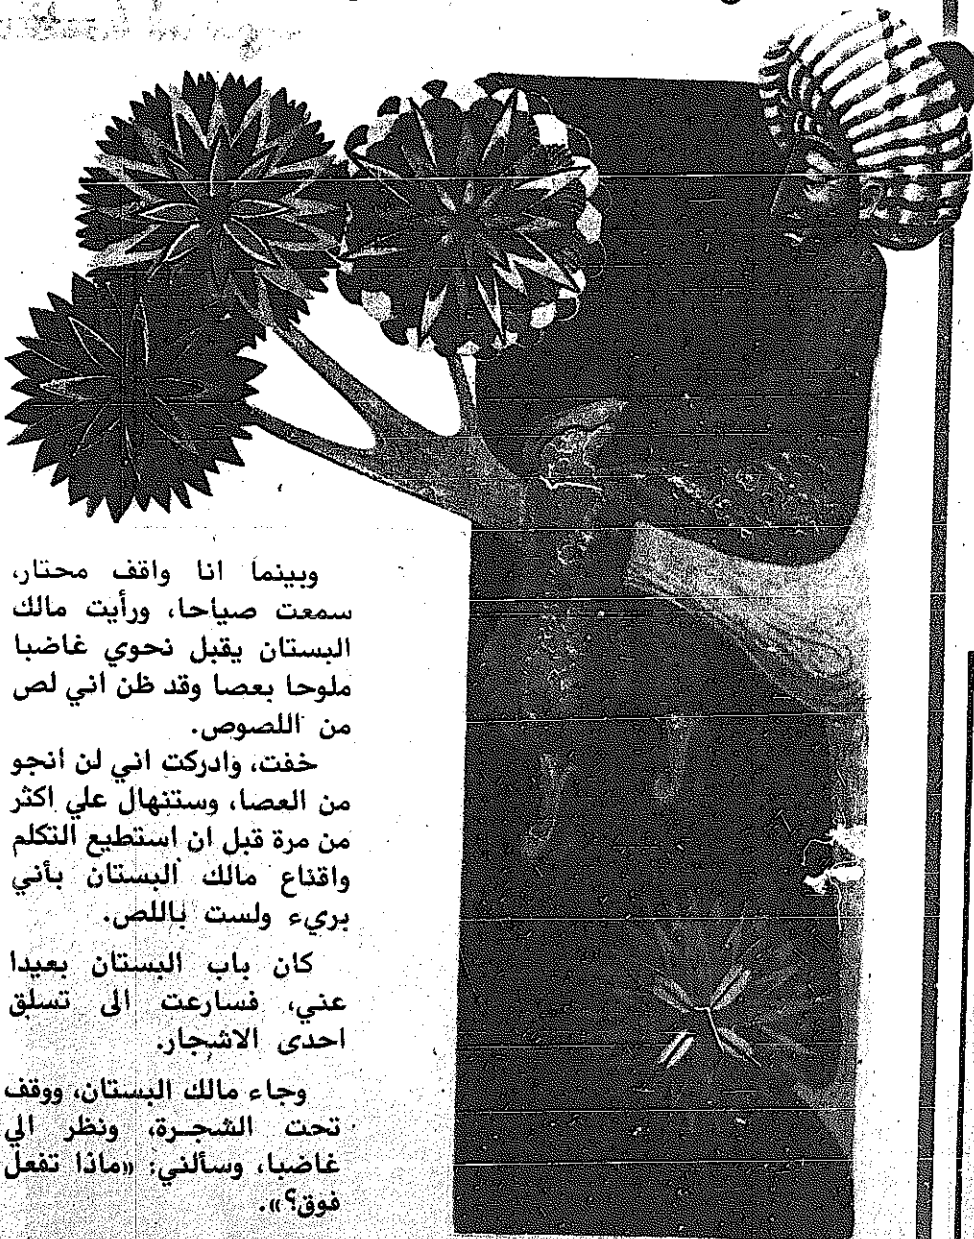 وبينما انا واقف محتار،
سمعت صياحا، ورأيت مالك
البستان يقبل نحوي غاضبا
ملوحا بعصا وقد ظن اني لص
من اللصوص.
خفت، وادركت اني لن انجو
من العصا، وستنهال علي اكثر
من مرة قبل ان استطيع التكلم
واقناع مالك البستان بأني
بريء ولست باللص.
كان باب البستان بعيدا
عني، فسارعت الى تسلق
احدى الاشجار.
وجاء مالك البستان، ووقف
تحت الشجرة، ونظر الي
غاضبا، وسألني: «ماذا تفعل
فوق؟».